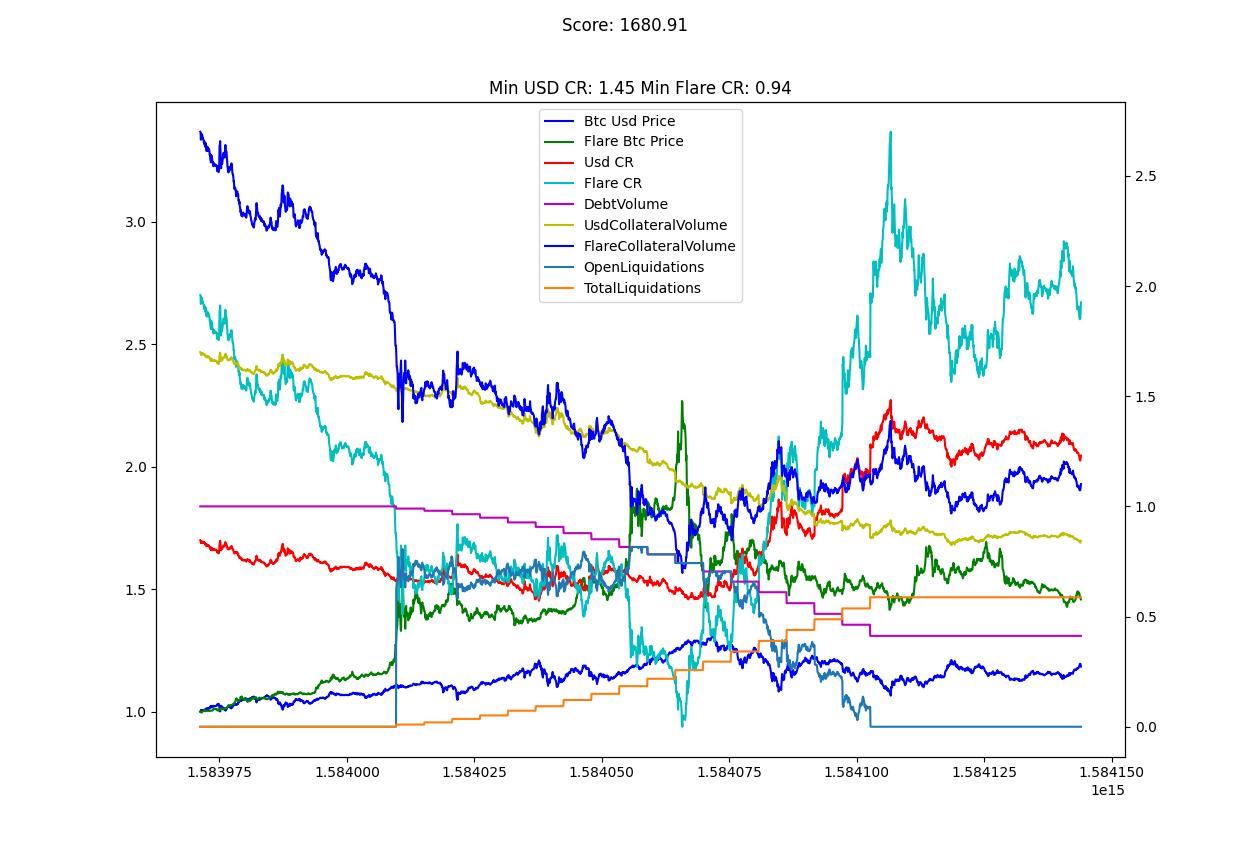 Score: 1680.91
Min USD CR: 1.45 Min Flare CR: 0.94
Btc Usd Price
Flare Btc Price
Usd CR
Flare CR
DebtVolume
UsdCollateralVolume
FlareCollateralVolume
OpenLiquidations
TotalLiquidations
3.0
2.5
2.0
1.5
1.0
2.5
2.0
1.5
1.0
0.5
0.0
1.583975 1.584000 1.584025 1.584050 1.584075 1.584100 1.584125 1.584150
1e15